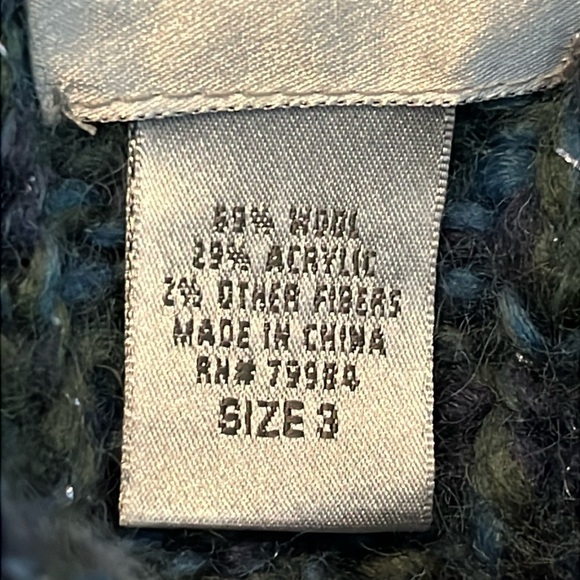 69% WOOL
29% ACRYLIC
2% OTHER FIBERS
MADE IN CHINA
RN# 79984
SIZE 3